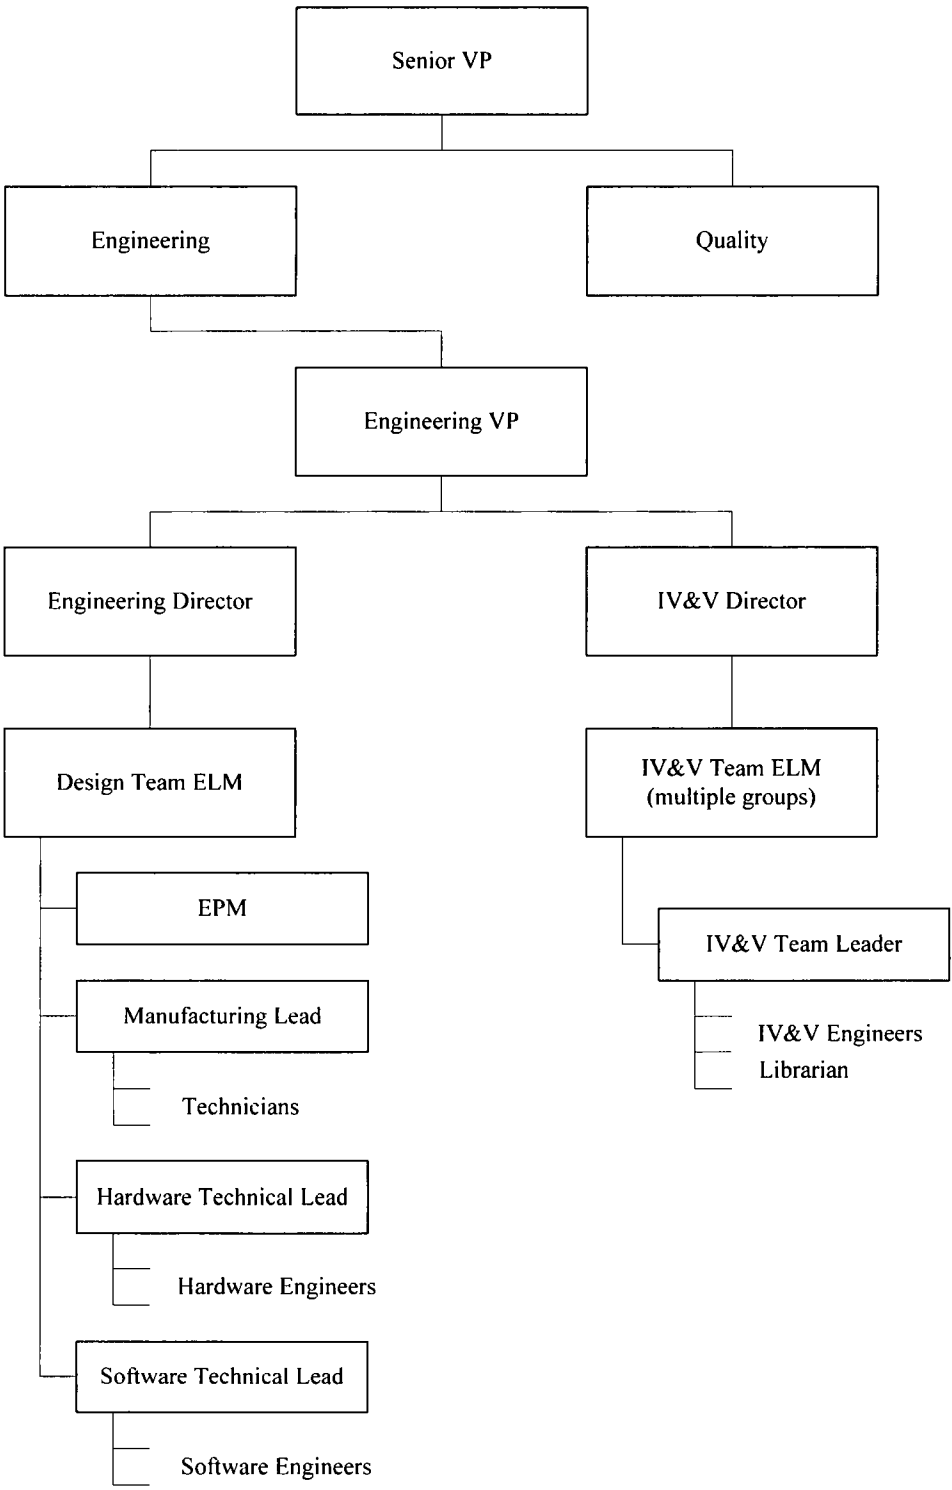 Senior VP
Engineering
Quality
Engineering VP
Engineering Director
IV&V Director
Design Team ELM
IV&V Team ELM
(multiple groups)
EPM
IV&V Team Leader
Manufacturing Lead
IV&V Engineers
Librarian
Technicians
Hardware Technical Lead
Hardware Engineers
Software Technical Lead
Software Engineers